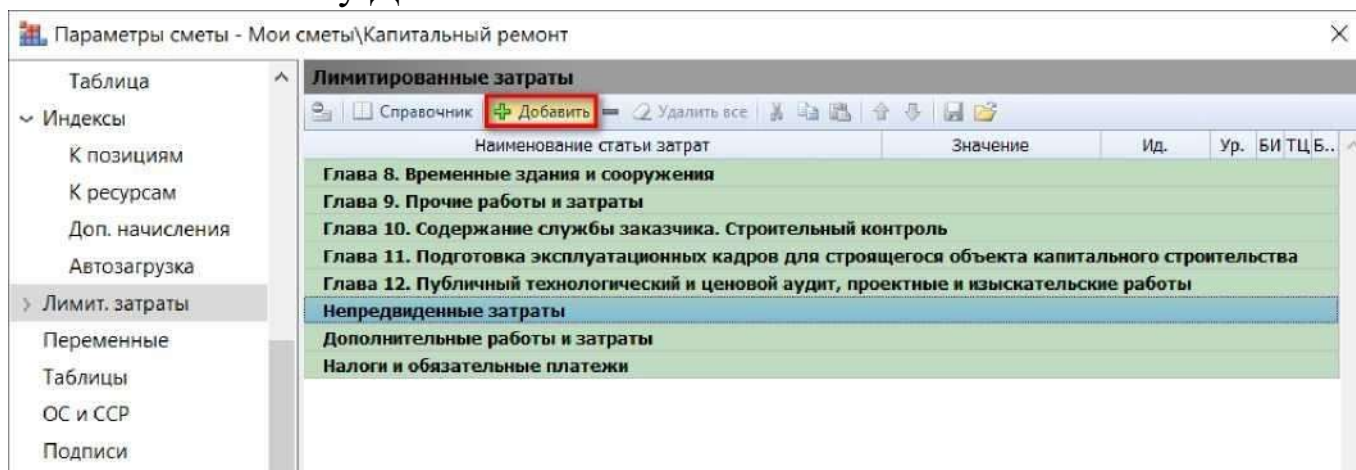 Параметры сметы - Мои сметы\Капитальный ремонт
Таблица
Индексы
К позициям
К ресурсам
Доп. начисления
Автозагрузка
Лимит. затраты
Переменные
Таблицы
ОС и ССР
Подписи
Лимитированные затраты
Справочник Добавить Удалить все
Наименование статьи затрат Значение Ид. Ур. БИ ТЦ Б..
Глава 8. Временные здания и сооружения
Глава 9. Прочие работы и затраты
Глава 10. Содержание службы заказчика. Строительный контроль
Глава 11. Подготовка эксплуатационных кадров для строящегося объекта капитального строительства
Глава 12. Публичный технологический и ценовой аудит, проектные и изыскательские работы
Непредвиденные затраты
Дополнительные работы и затраты
Налоги и обязательные платежи